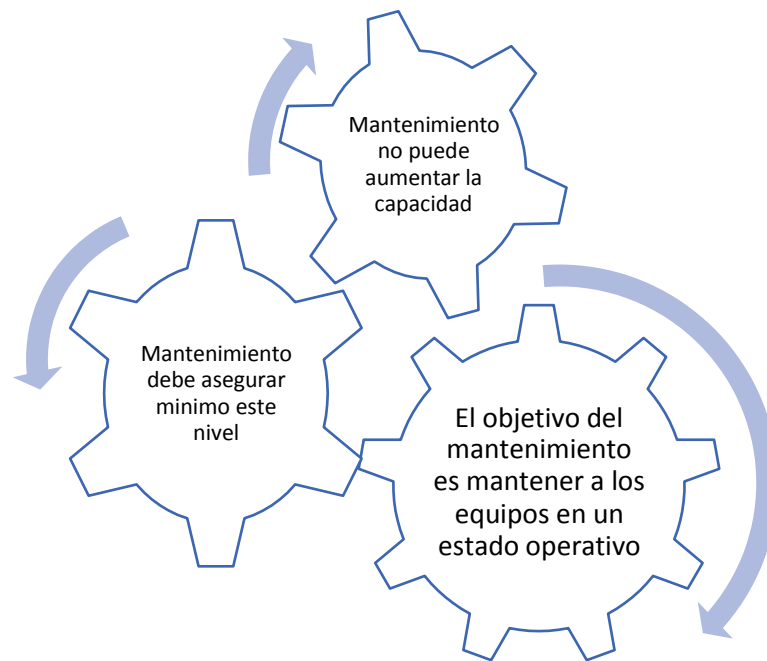 Mantenimiento
no puede
aumentar la
capacidad
Mantenimiento
debe asegurar
minimo este
nivel
El objetivo del
mantenimiento
es mantener a los
equipos en un
estado operativo